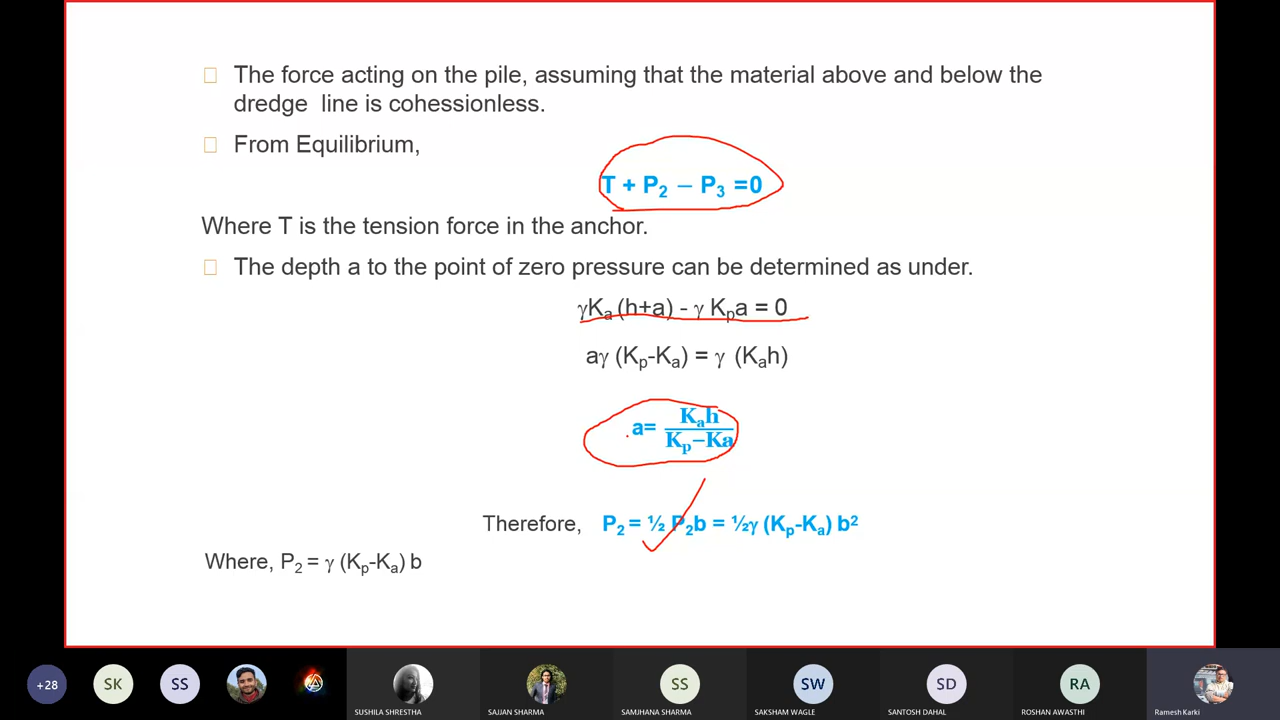 The force acting on the pile, assuming that the material above and below the
dredge line is cohessionless.
From Equilibrium,
T + P₂ − P₃ =0
Where T is the tension force in the anchor.
The depth a to the point of zero pressure can be determined as under.
γKₐ (h+a) - γ Kₚa = 0
aγ (Kₚ-Kₐ) = γ (Kₐh)
a= Kₐh
Kₚ−Ka
Therefore, P₂ = ½ P₂b = ½γ (Kₚ-Kₐ) b²
Where, P₂ = γ (Kₚ-Kₐ) b
+28 SK SS SS SW SD RA
SUSHILA SHRESTHA SAJJAN SHARMA SAMJHANA SHARMA SAKSHAM WAGLE SANTOSH DAHAL ROSHAN AWASTHI Ramesh Karki